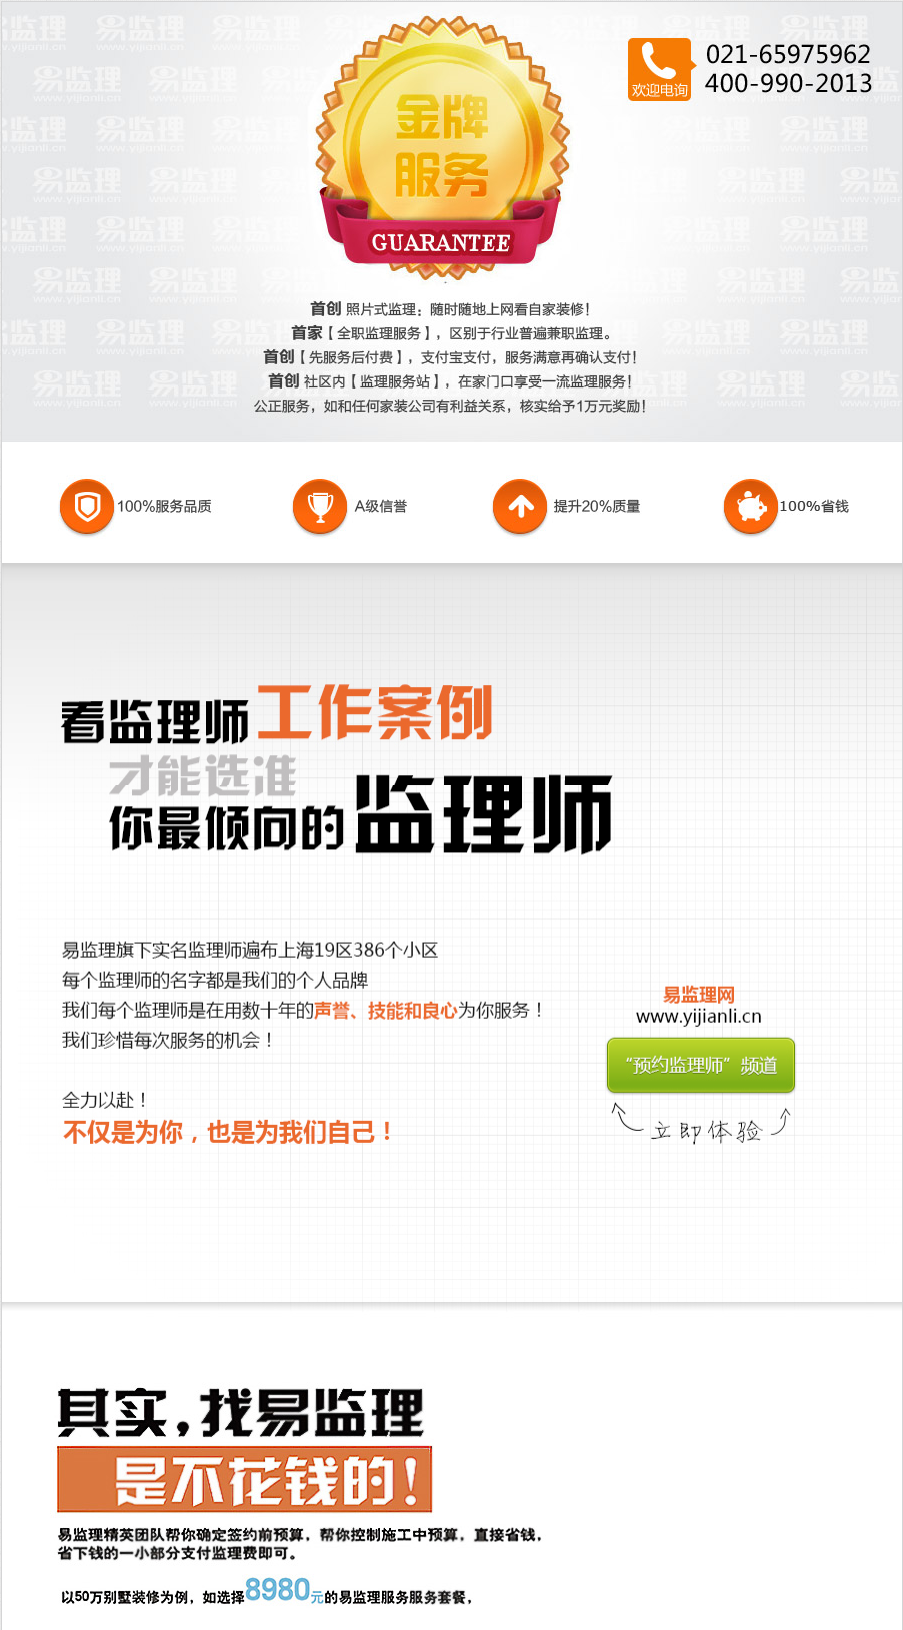 021-65975962
400-990-2013
欢迎电询
金牌
服务
GUARANTEE
首创 照片式监理；随时随地上网看自家装修！
首家【全职监理服务】，区别于行业普遍兼职监理。
首创【先服务后付费】，支付宝支付，服务满意再确认支付！
首创 社区内【监理服务站】，在家门口享受一流监理服务！
公正服务，如和任何家装公司有利益关系，核实给予1万元奖励！
100%服务品质
A级信誉
提升20%质量
100%省钱
看监理师工作案例
才能选准
你最倾向的监理师
易监理旗下实名监理师遍布上海19区386个小区
每个监理师的名字都是我们的个人品牌
我们每个监理师是在用数十年的声誉、技能和良心为你服务！
我们珍惜每次服务的机会！
全力以赴！
不仅是为你，也是为我们自己！
易监理网
www.yijianli.cn
“预约监理师”频道
立即体验
其实,找易监理
是不花钱的!
易监理精英团队帮你确定签约前预算，帮你控制施工中预算，直接省钱，
省下钱的一小部分支付监理费即可。
以50万别墅装修为例，如选择8980元的易监理服务服务套餐，